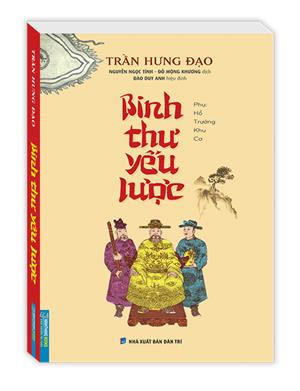 TRẦN HƯNG ĐẠO
NGUYỄN NGỌC TỈNH - ĐỖ MỘNG KHƯƠNG dịch
ĐÀO DUY ANH hiệu đính
Binh
thư
yếu
lược
Phụ:
Hổ
Trướng
Khu
Cơ
NHÀ XUẤT BẢN DÂN TRÍ
TRẦN HƯNG ĐẠO
Binh thư yếu lược